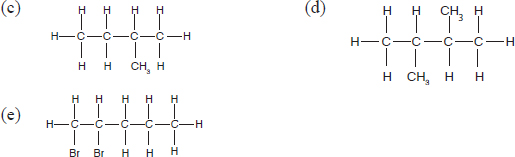 (c)
H H H H
H—C—C—C—C—H
H H CH₃ H
(d)
H H CH₃ H
H—C—C—C—C—H
H CH₃ H H
(e)
H H H H H
H—C—C—C—C—C—H
Br Br H H H